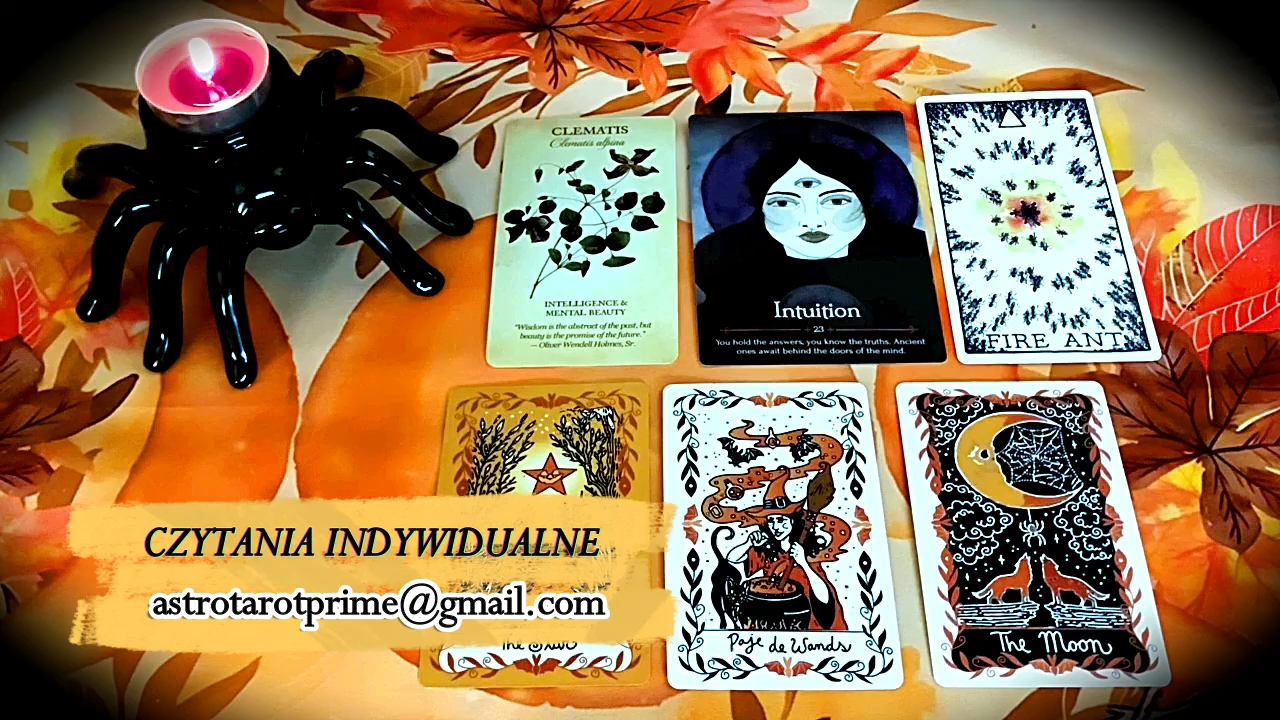 CLEMATIS
Clematis alpina
INTELLIGENCE &
MENTAL BEAUTY
"Wisdom is the abstract of the past, but
beauty is the promise of the future."
— Oliver Wendell Holmes, Sr.
Intuition
23
You hold the answers, you know the truths. Ancient
ones await behind the doors of the mind.
FIRE ANT
CZYTANIA INDYWIDUALNE
astrotarotprime@gmail.com
The Star
Paje de Wands
The Moon